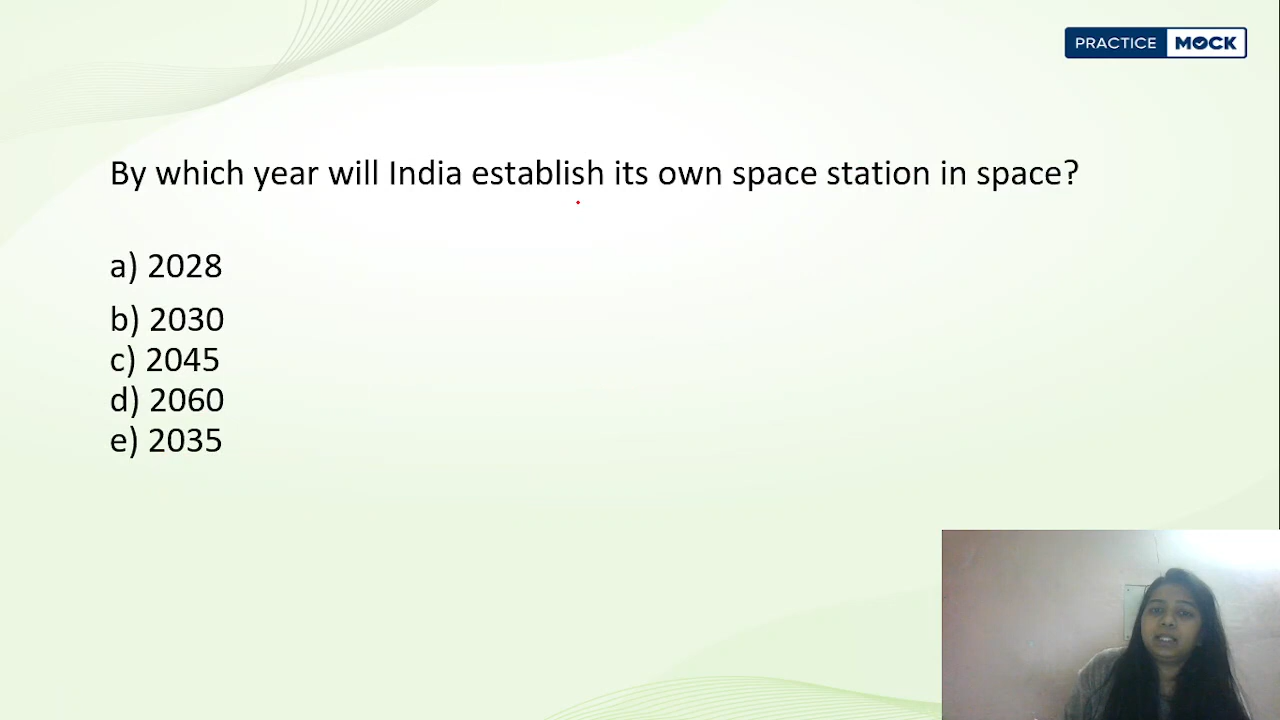 PRACTICE MOCK
By which year will India establish its own space station in space?
a) 2028
b) 2030
c) 2045
d) 2060
e) 2035